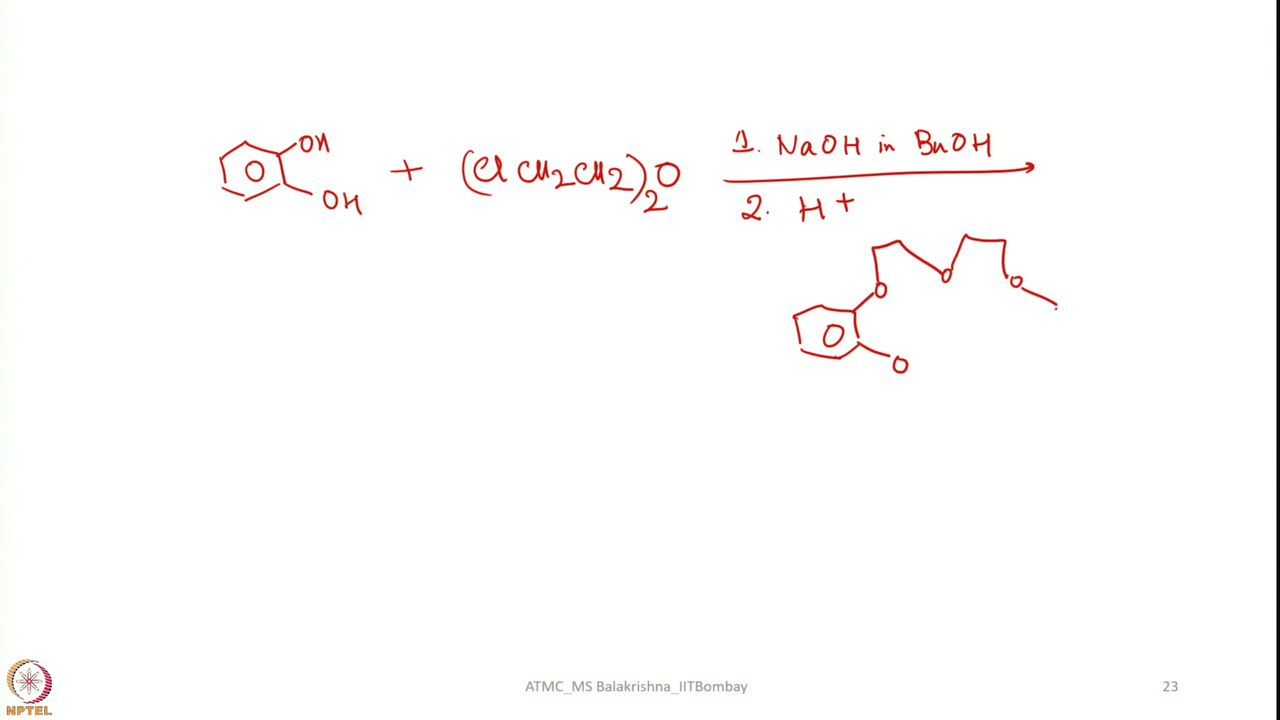 1. NaOH in BuOH
OH
+ (ClCH2CH2)2O
O
OH
2. H+
O
O
O
O
O
NPTEL
ATMC_MS Balakrishna_IITBombay
23